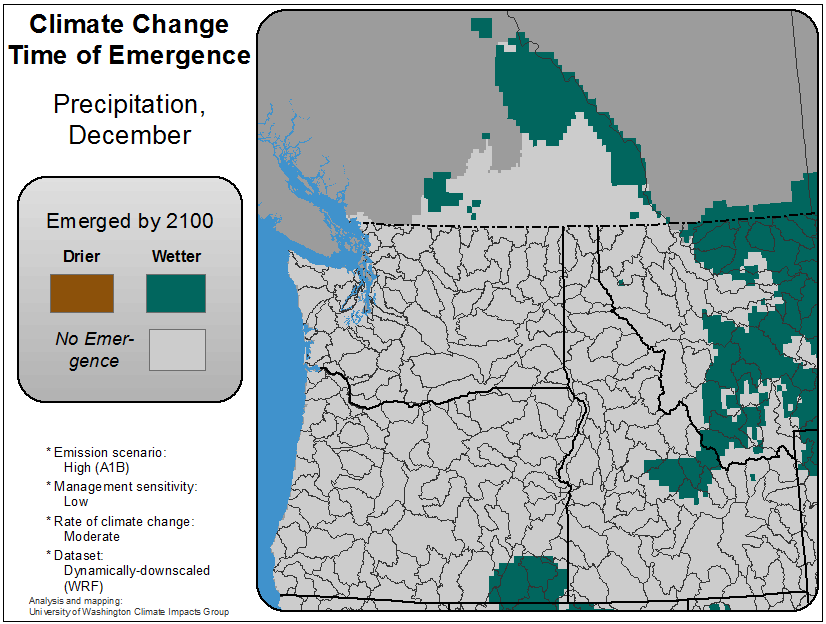 Climate Change
Time of Emergence
Precipitation,
December
Emerged by 2100
Drier
Wetter
No Emer-
gence
* Emission scenario:
High (A1B)
* Management sensitivity:
Low
* Rate of climate change:
Moderate
* Dataset:
Dynamically-downscaled
(WRF)
Analysis and mapping:
University of Washington Climate Impacts Group